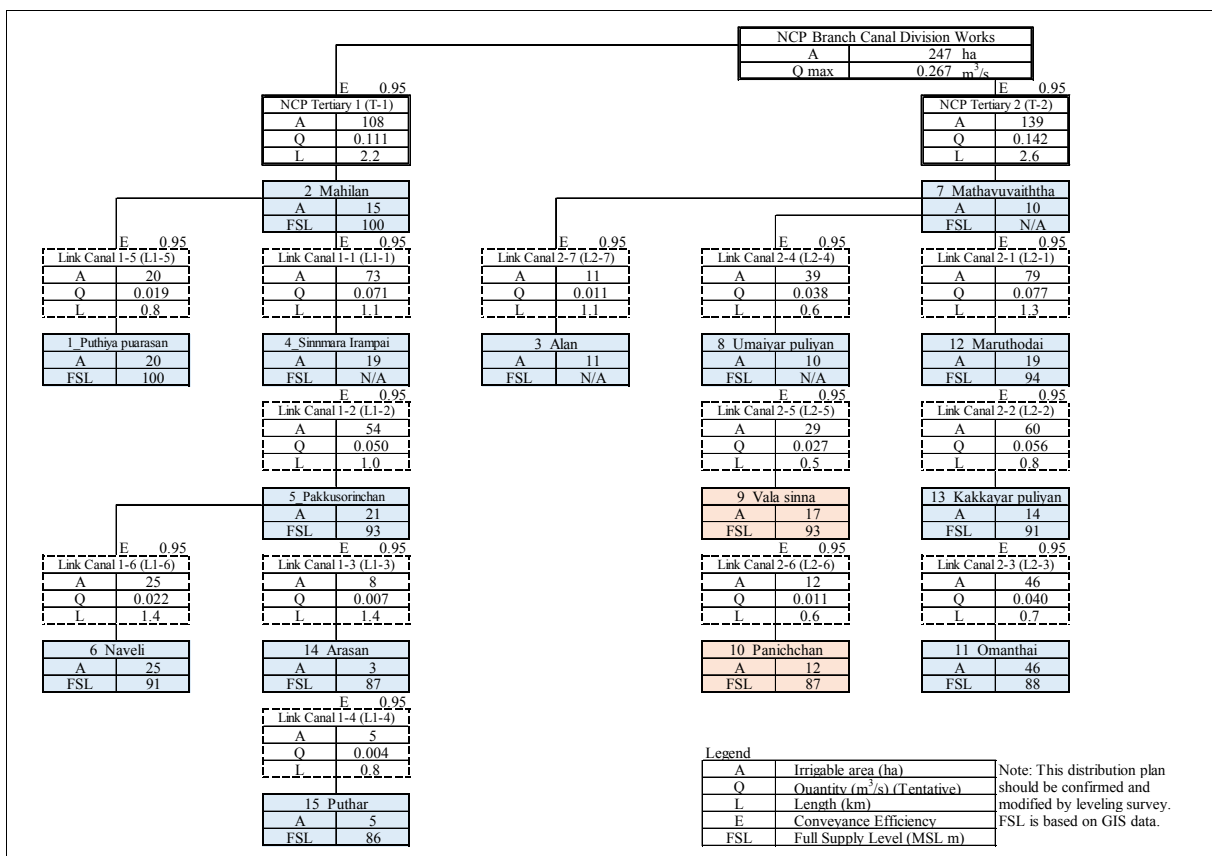 NCP Branch Canal Division Works
A 247 ha
Q max 0.267 m³/s
E 0.95
NCP Tertiary 1 (T-1)
A 108
Q 0.111
L 2.2
E 0.95
NCP Tertiary 2 (T-2)
A 139
Q 0.142
L 2.6
2 Mahilan
A 15
FSL 100
7 Mathavuvaiththa
A 10
FSL N/A
E 0.95
Link Canal 1-5 (L1-5)
A 20
Q 0.019
L 0.8
E 0.95
Link Canal 1-1 (L1-1)
A 73
Q 0.071
L 1.1
E 0.95
Link Canal 2-7 (L2-7)
A 11
Q 0.011
L 1.1
E 0.95
Link Canal 2-4 (L2-4)
A 39
Q 0.038
L 0.6
E 0.95
Link Canal 2-1 (L2-1)
A 79
Q 0.077
L 1.3
1_Puthiya puarasan
A 20
FSL 100
4_Sinnmara Irampai
A 19
FSL N/A
3 Alan
A 11
FSL N/A
8 Umaiyar puliyan
A 10
FSL N/A
12 Maruthodai
A 19
FSL 94
E 0.95
Link Canal 1-2 (L1-2)
A 54
Q 0.050
L 1.0
E 0.95
Link Canal 2-5 (L2-5)
A 29
Q 0.027
L 0.5
E 0.95
Link Canal 2-2 (L2-2)
A 60
Q 0.056
L 0.8
5_Pakkusorinchan
A 21
FSL 93
9 Vala sinna
A 17
FSL 93
13 Kakkayar puliyan
A 14
FSL 91
E 0.95
Link Canal 1-6 (L1-6)
A 25
Q 0.022
L 1.4
E 0.95
Link Canal 1-3 (L1-3)
A 8
Q 0.007
L 1.4
E 0.95
Link Canal 2-6 (L2-6)
A 12
Q 0.011
L 0.6
E 0.95
Link Canal 2-3 (L2-3)
A 46
Q 0.040
L 0.7
6 Naveli
A 25
FSL 91
14 Arasan
A 3
FSL 87
10 Panichchan
A 12
FSL 87
11 Omanthai
A 46
FSL 88
E 0.95
Link Canal 1-4 (L1-4)
A 5
Q 0.004
L 0.8
15 Puthar
A 5
FSL 86
Legend
A Irrigable area (ha)
Q Quantity (m³/s) (Tentative)
L Length (km)
E Conveyance Efficiency
FSL Full Supply Level (MSL m)
Note: This distribution plan
should be confirmed and
modified by leveling survey.
FSL is based on GIS data.